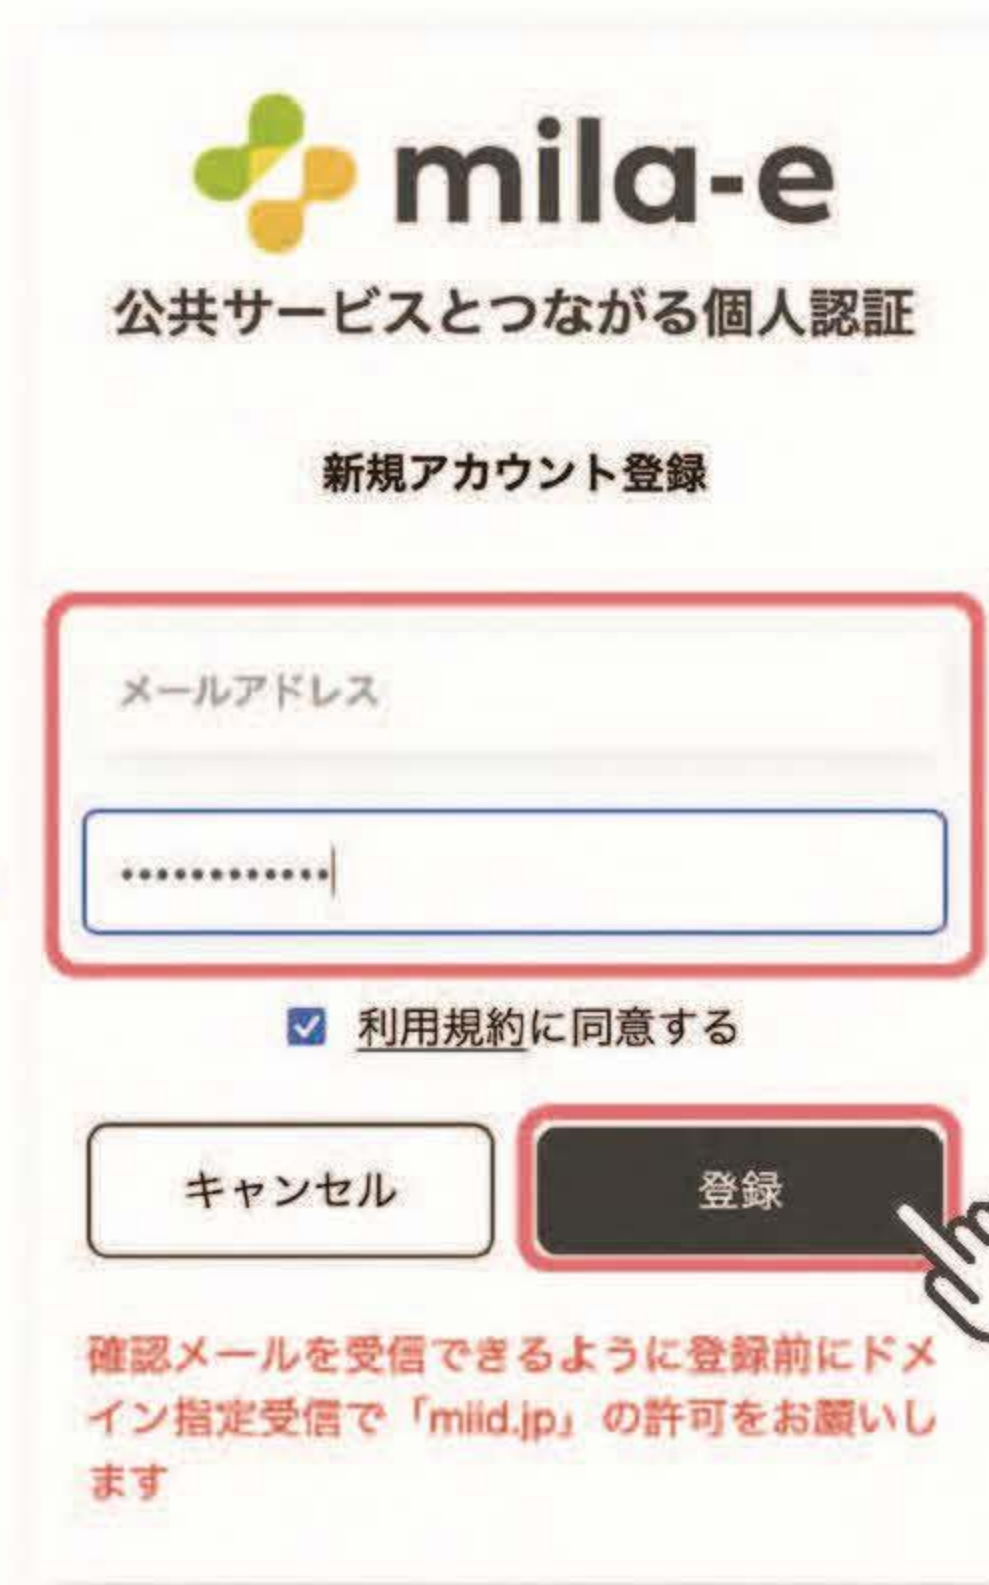 mila-e
公共サービスとつながる個人認証
新規アカウント登録
メールアドレス
••••••••••••
利用規約に同意する
キャンセル
登録
確認メールを受信できるように登録前にドメ
イン指定受信で「miid.jp」の許可をお願いし
ます